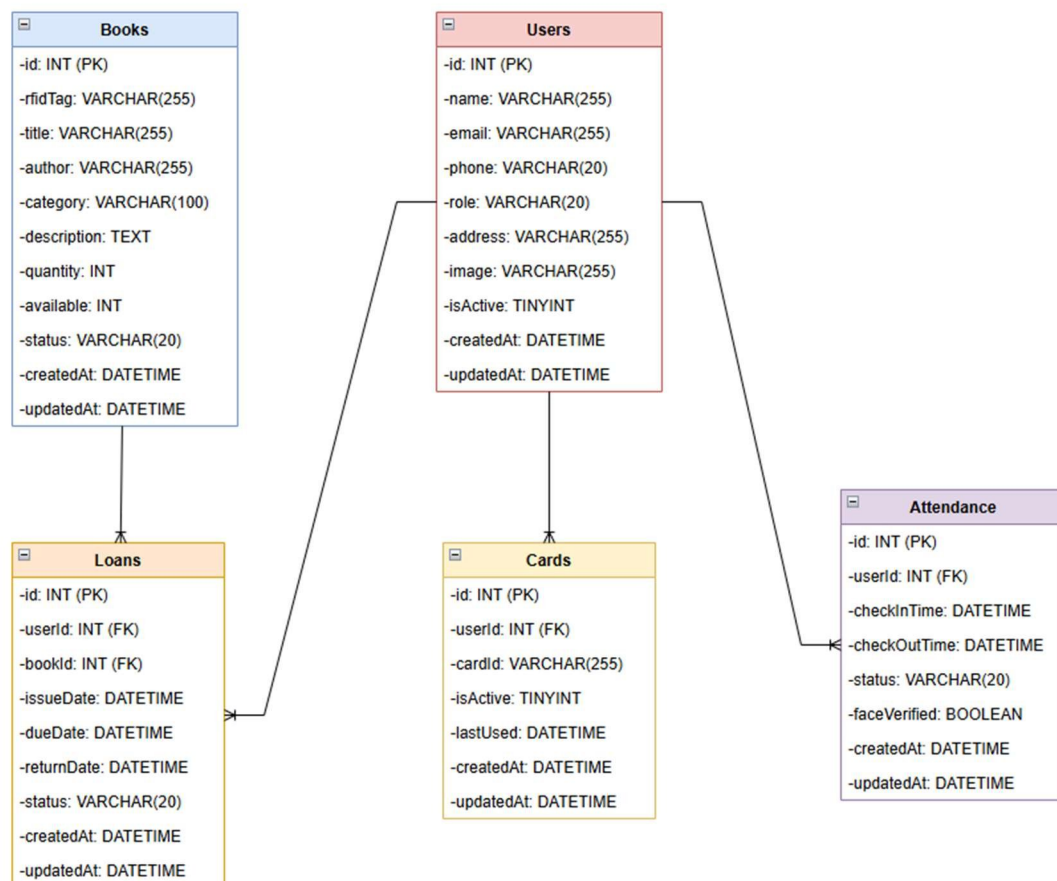 Books
-id: INT (PK)
-rfidTag: VARCHAR(255)
-title: VARCHAR(255)
-author: VARCHAR(255)
-category: VARCHAR(100)
-description: TEXT
-quantity: INT
-available: INT
-status: VARCHAR(20)
-createdAt: DATETIME
-updatedAt: DATETIME
Users
-id: INT (PK)
-name: VARCHAR(255)
-email: VARCHAR(255)
-phone: VARCHAR(20)
-role: VARCHAR(20)
-address: VARCHAR(255)
-image: VARCHAR(255)
-isActive: TINYINT
-createdAt: DATETIME
-updatedAt: DATETIME
Loans
-id: INT (PK)
-userId: INT (FK)
-bookId: INT (FK)
-issueDate: DATETIME
-dueDate: DATETIME
-returnDate: DATETIME
-status: VARCHAR(20)
-createdAt: DATETIME
-updatedAt: DATETIME
Cards
-id: INT (PK)
-userId: INT (FK)
-cardId: VARCHAR(255)
-isActive: TINYINT
-lastUsed: DATETIME
-createdAt: DATETIME
-updatedAt: DATETIME
Attendance
-id: INT (PK)
-userId: INT (FK)
-checkInTime: DATETIME
-checkOutTime: DATETIME
-status: VARCHAR(20)
-faceVerified: BOOLEAN
-createdAt: DATETIME
-updatedAt: DATETIME